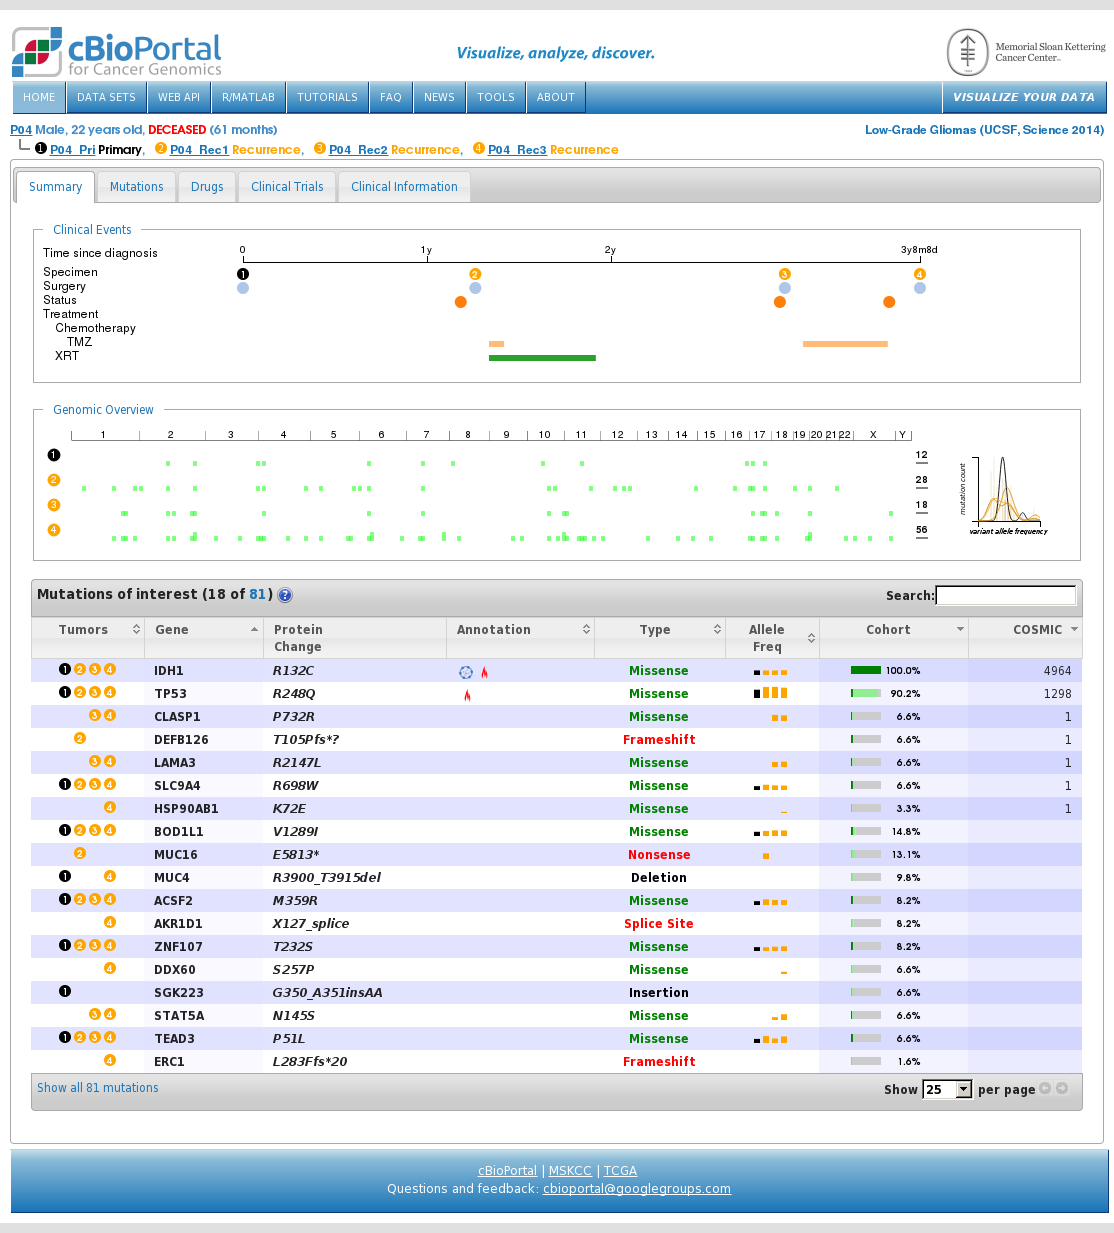 cBioPortal
for Cancer Genomics
Visualize, analyze, discover.
Memorial Sloan Kettering
Cancer Center
HOME DATA SETS WEB API R/MATLAB TUTORIALS FAQ NEWS TOOLS ABOUT VISUALIZE YOUR DATA
P04 Male, 22 years old, DECEASED (61 months) Low-Grade Gliomas (UCSF, Science 2014)
1 P04_Pri Primary, 2 P04_Rec1 Recurrence, 3 P04_Rec2 Recurrence, 4 P04_Rec3 Recurrence
Summary Mutations Drugs Clinical Trials Clinical Information
Clinical Events
Time since diagnosis 0 1y 2y 3y8m8d
Specimen 1 2 3 4
Surgery
Status
Treatment
Chemotherapy
TMZ
XRT
Genomic Overview
1 2 3 4 5 6 7 8 9 10 11 12 13 14 15 16 17 18 19 20 21 22 X Y
1 12
2 28
3 18
4 56
mutation count
variant allele frequency
Mutations of interest (18 of 81) ? Search:
Tumors Gene Protein Change Annotation Type Allele Freq Cohort COSMIC
1 2 3 4 IDH1 R132C Missense 100.0% 4964
1 2 3 4 TP53 R248Q Missense 90.2% 1298
3 4 CLASP1 P732R Missense 6.6% 1
2 DEFB126 T105Pfs*? Frameshift 6.6% 1
3 4 LAMA3 R2147L Missense 6.6% 1
1 2 3 4 SLC9A4 R698W Missense 6.6% 1
4 HSP90AB1 K72E Missense 3.3% 1
1 2 3 4 BOD1L1 V1289I Missense 14.8%
2 MUC16 E5813* Nonsense 13.1%
1 4 MUC4 R3900_T3915del Deletion 9.8%
1 2 3 4 ACSF2 M359R Missense 8.2%
4 AKR1D1 X127_splice Splice Site 8.2%
1 2 3 4 ZNF107 T232S Missense 8.2%
4 DDX60 S257P Missense 6.6%
1 SGK223 G350_A351insAA Insertion 6.6%
3 4 STAT5A N145S Missense 6.6%
1 2 3 4 TEAD3 P51L Missense 6.6%
4 ERC1 L283Ffs*20 Frameshift 1.6%
Show all 81 mutations Show 25 per page
cBioPortal | MSKCC | TCGA
Questions and feedback: cbioportal@googlegroups.com